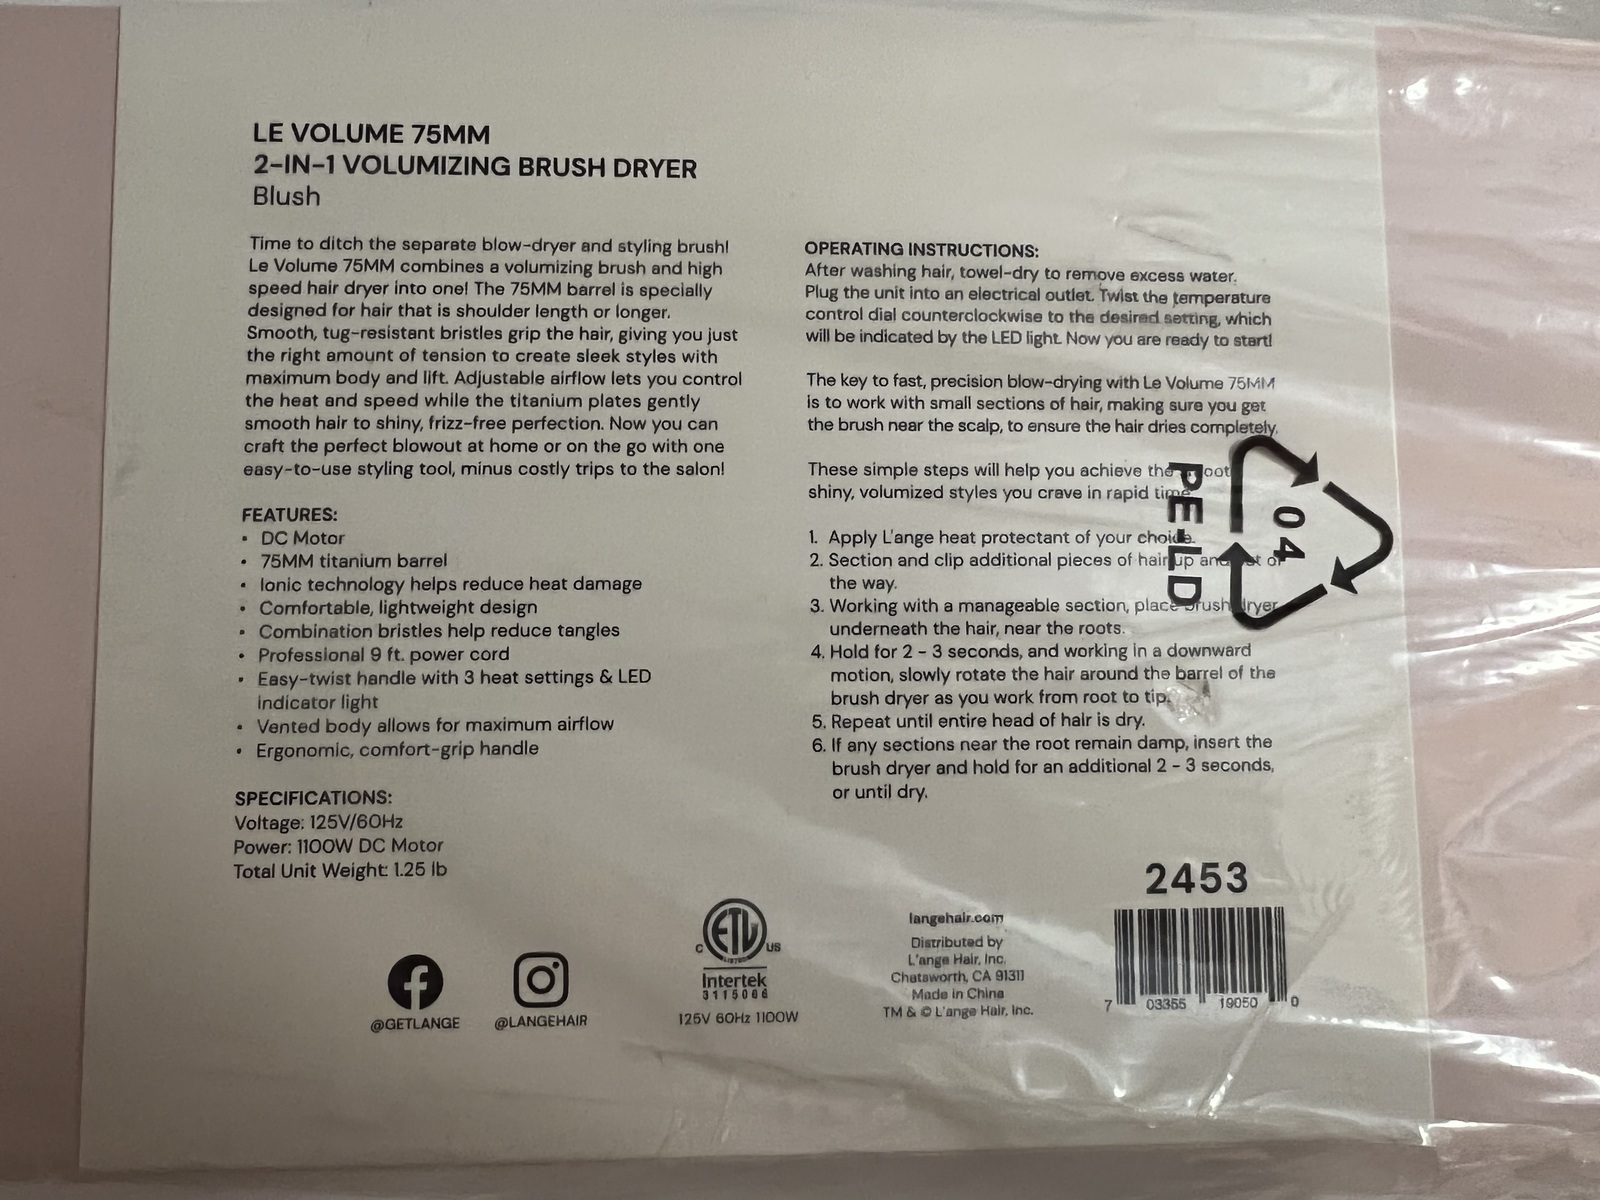 LE VOLUME 75MM
2-IN-1 VOLUMIZING BRUSH DRYER
Blush
Time to ditch the separate blow-dryer and styling brush!
Le Volume 75MM combines a volumizing brush and high
speed hair dryer into one! The 75MM barrel is specially
designed for hair that is shoulder length or longer.
Smooth, tug-resistant bristles grip the hair, giving you just
the right amount of tension to create sleek styles with
maximum body and lift. Adjustable airflow lets you control
the heat and speed while the titanium plates gently
smooth hair to shiny, frizz-free perfection. Now you can
craft the perfect blowout at home or on the go with one
easy-to-use styling tool, minus costly trips to the salon!
FEATURES:
• DC Motor
• 75MM titanium barrel
• Ionic technology helps reduce heat damage
• Comfortable, lightweight design
• Combination bristles help reduce tangles
• Professional 9 ft. power cord
• Easy-twist handle with 3 heat settings & LED
indicator light
• Vented body allows for maximum airflow
• Ergonomic, comfort-grip handle
SPECIFICATIONS:
Voltage: 125V/60Hz
Power: 1100W DC Motor
Total Unit Weight: 1.25 lb
@GETLANGE
@LANGEHAIR
OPERATING INSTRUCTIONS:
After washing hair, towel-dry to remove excess water.
Plug the unit into an electrical outlet. Twist the temperature
control dial counterclockwise to the desired setting, which
will be indicated by the LED light. Now you are ready to start!
The key to fast, precision blow-drying with Le Volume 75MM
is to work with small sections of hair, making sure you get
the brush near the scalp, to ensure the hair dries completely.
These simple steps will help you achieve the
shiny, volumized styles you crave in rapid time
1. Apply L'ange heat protectant of your choice.
2. Section and clip additional pieces of hair up and of
the way.
3. Working with a manageable section, place brush dryer
underneath the hair, near the roots.
4. Hold for 2 - 3 seconds, and working in a downward
motion, slowly rotate the hair around the barrel of the
brush dryer as you work from root to tip.
5. Repeat until entire head of hair is dry.
6. If any sections near the root remain damp, insert the
brush dryer and hold for an additional 2 - 3 seconds,
or until dry.
04
PE-LD
C ETL US
LISTED
Intertek
3115066
125V 60Hz 1100W
langehair.com
Distributed by
L'ange Hair, Inc.
Chatsworth, CA 91311
Made in China
TM & © L'ange Hair, Inc.
2453
7 03355 19050 0